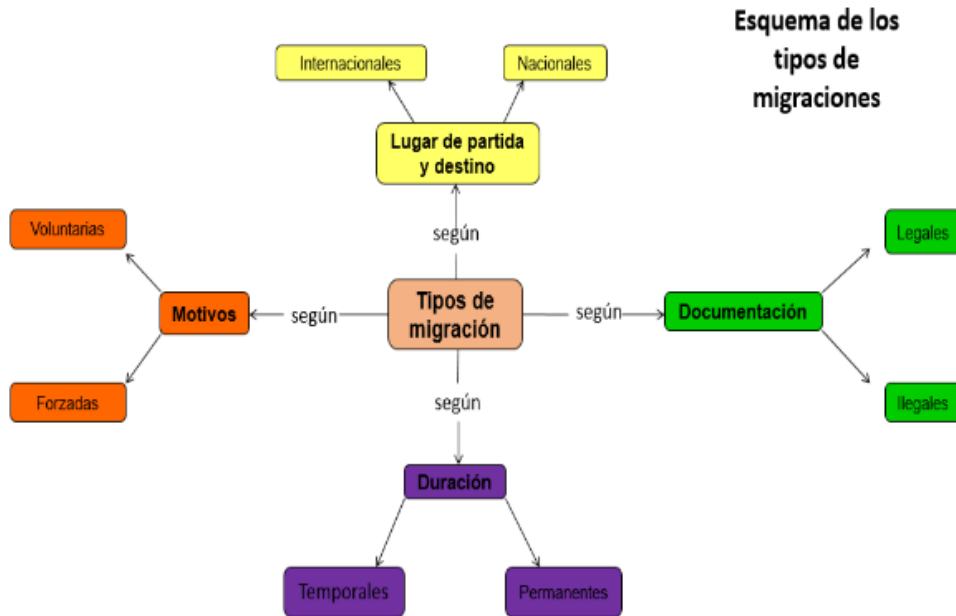 Esquema de los
tipos de
migraciones
Internacionales
Nacionales
Lugar de partida
y destino
según
Voluntarias
Legales
Motivos
según
Tipos de
migración
según
Documentación
Forzadas
según
Ilegales
Duración
Temporales
Permanentes